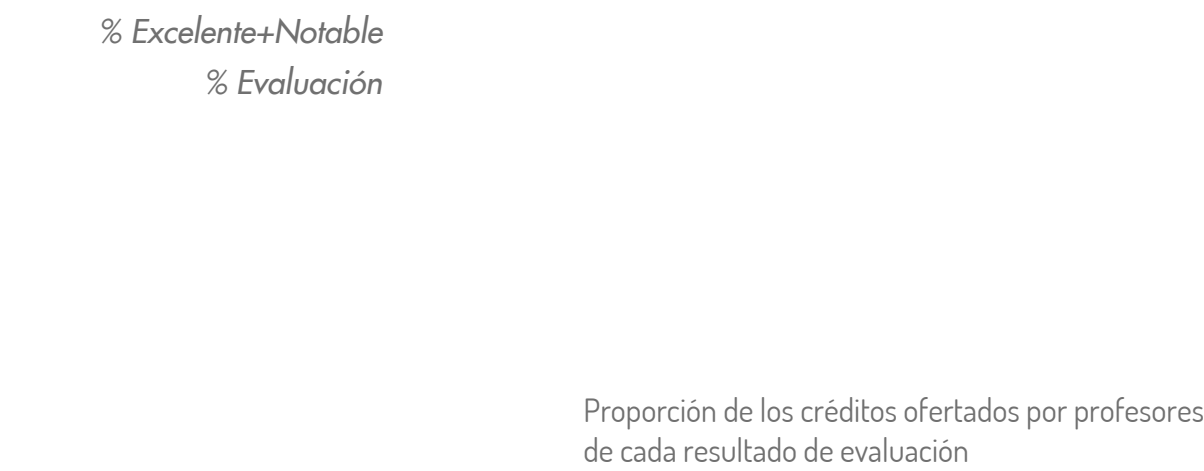 % Excelente+Notable
% Evaluación
Proporción de los créditos ofertados por profesores
de cada resultado de evaluación